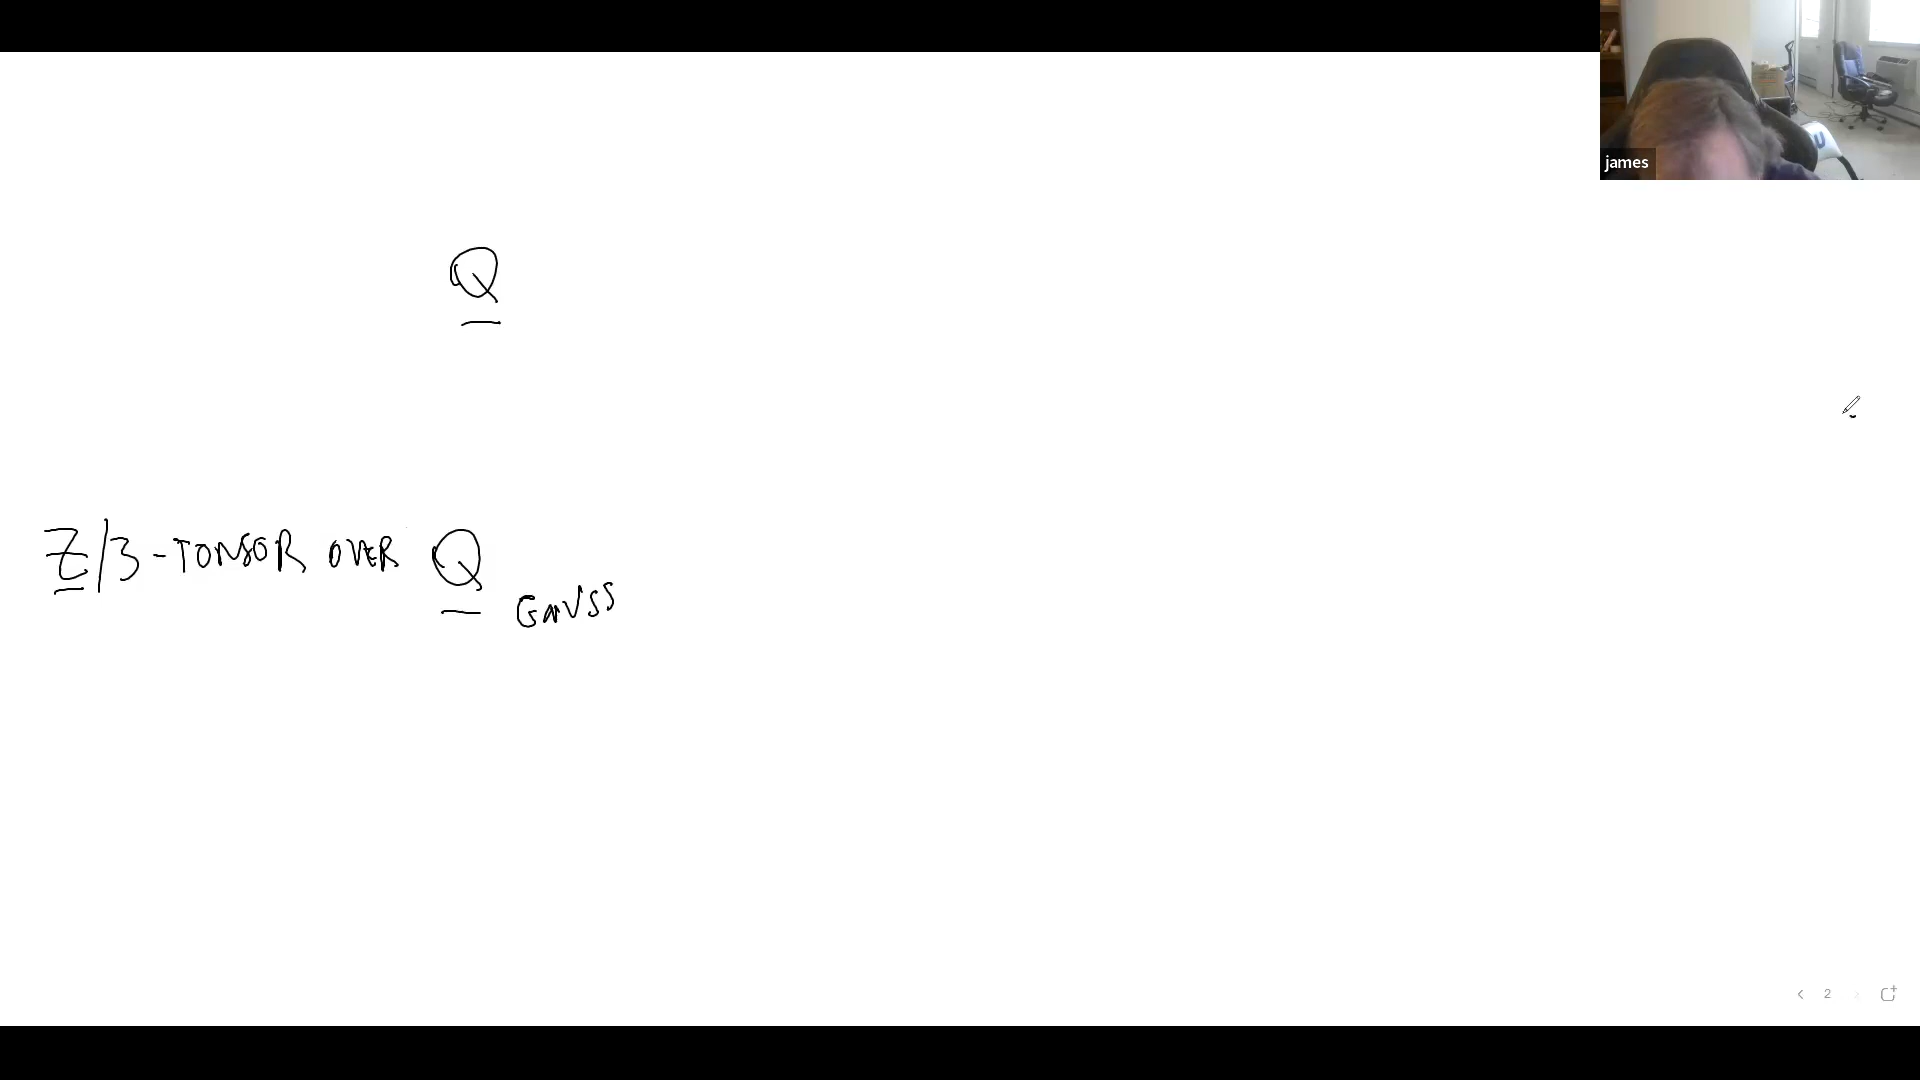 james
Q
Z/3-TORSOR OVER Q
GAUSS
2